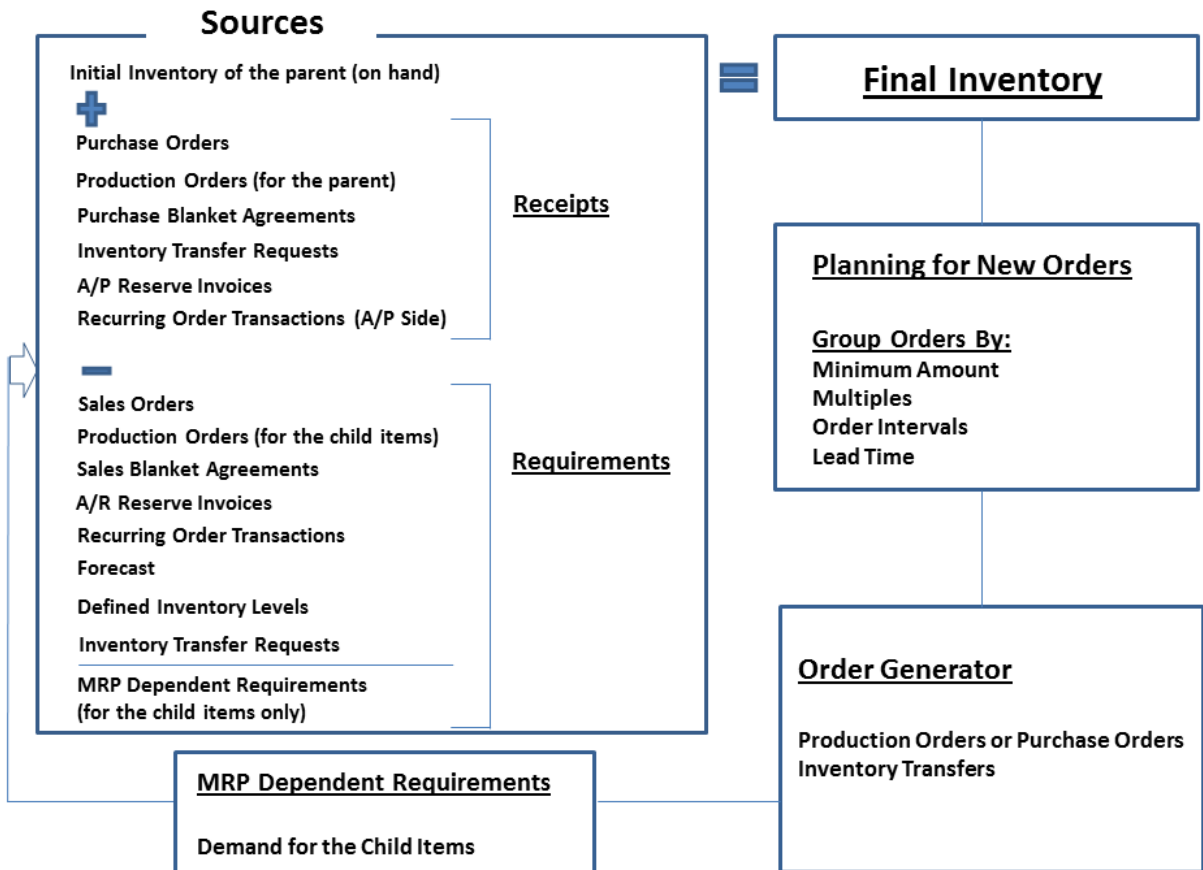 Sources
Initial Inventory of the parent (on hand)
Purchase Orders
Production Orders (for the parent)
Purchase Blanket Agreements
Inventory Transfer Requests
A/P Reserve Invoices
Recurring Order Transactions (A/P Side)
Receipts
Sales Orders
Production Orders (for the child items)
Sales Blanket Agreements
A/R Reserve Invoices
Recurring Order Transactions
Forecast
Defined Inventory Levels
Inventory Transfer Requests
MRP Dependent Requirements
(for the child items only)
Requirements
Final Inventory
Planning for New Orders
Group Orders By:
Minimum Amount
Multiples
Order Intervals
Lead Time
Order Generator
Production Orders or Purchase Orders
Inventory Transfers
MRP Dependent Requirements
Demand for the Child Items